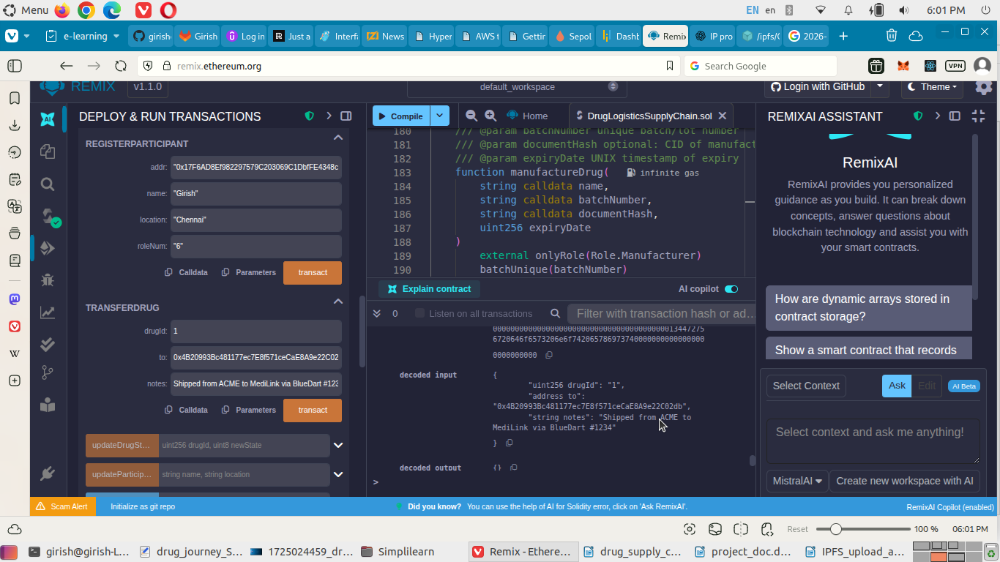 Menu
EN en 6:01 PM
e-learning
girish
Girish
Log in
Just a
Interf
News
Hyper
AWS t
Gettir
Sepol
Dasht
Remix
IP pro
/ipfs/(
2026-
remix.ethereum.org
Search Google
VPN
REMIX v1.1.0 default_workspace Login with GitHub Theme
DEPLOY & RUN TRANSACTIONS
REGISTERPARTICIPANT
addr: "0x17F6AD8Ef982297579C203069C1DbfFE4348c
name: "Girish"
location: "Chennai"
roleNum: "6"
Calldata Parameters transact
TRANSFERDRUG
drugId: 1
to: 0x4B20993Bc481177ec7E8f571ceCaE8A9e22C02
notes: Shipped from ACME to MediLink via BlueDart #123
Calldata Parameters transact
updateDrugSt... uint256 drugId, uint8 newState
updateParticip... string name, string location
Compile Home DrugLogisticsSupplyChain.sol
180 /// @param batchNumber unique batch/lot number
181 /// @param documentHash optional: CID of manufact
182 /// @param expiryDate UNIX timestamp of expiry
183 function manufactureDrug( infinite gas
184 string calldata name,
185 string calldata batchNumber,
186 string calldata documentHash,
187 uint256 expiryDate
188 )
189 external onlyRole(Role.Manufacturer)
190 batchUnique(batchNumber)
Explain contract AI copilot
0 Listen on all transactions Filter with transaction hash or ad...
6720646f6573206e6f742065786973740000000000000000
0000000000
decoded input {
"uint256 drugId": "1",
"address to":
"0x4B20993Bc481177ec7E8f571ceCaE8A9e22C02db",
"string notes": "Shipped from ACME to
MediLink via BlueDart #1234"
}
decoded output {}
>
REMIXAI ASSISTANT
RemixAI
RemixAI provides you personalized
guidance as you build. It can break down
concepts, answer questions about
blockchain technology and assist you with
your smart contracts.
How are dynamic arrays stored in
contract storage?
Show a smart contract that records
Select Context Ask Edit AI Beta
Select context and ask me anything!
MistralAI Create new workspace with AI
Scam Alert Initialize as git repo Did you know? You can use the help of AI for Solidity error, click on 'Ask RemixAI'. RemixAI Copilot (enabled)
Reset 100 % 06:01 PM
girish@girish-L...
drug_journey_S...
1725024459_dr...
Simplilearn
Remix - Ethere...
drug_supply_c...
project_doc.d...
IPFS_upload_a...